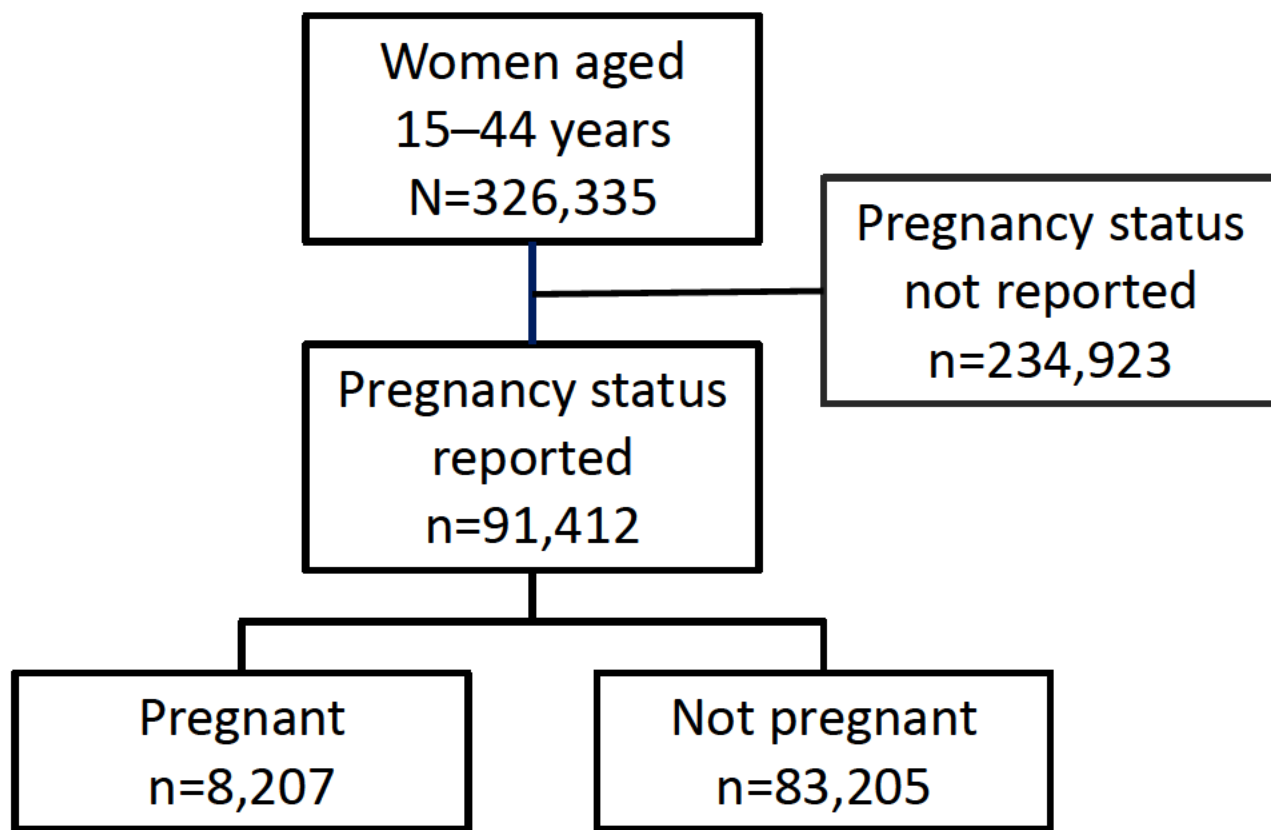 Women aged
15–44 years
N=326,335
Pregnancy status
not reported
n=234,923
Pregnancy status
reported
n=91,412
Pregnant
n=8,207
Not pregnant
n=83,205